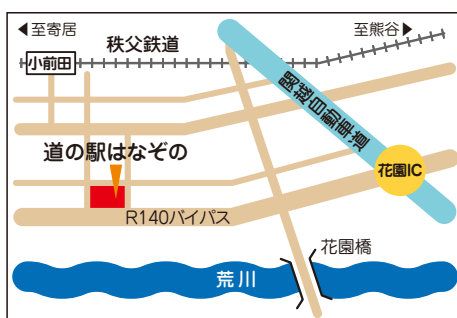 ◀至寄居
至熊谷▶
秩父鉄道
小前田
関越自動車道
道の駅はなぞの
花園IC
R140バイパス
花園橋
荒川